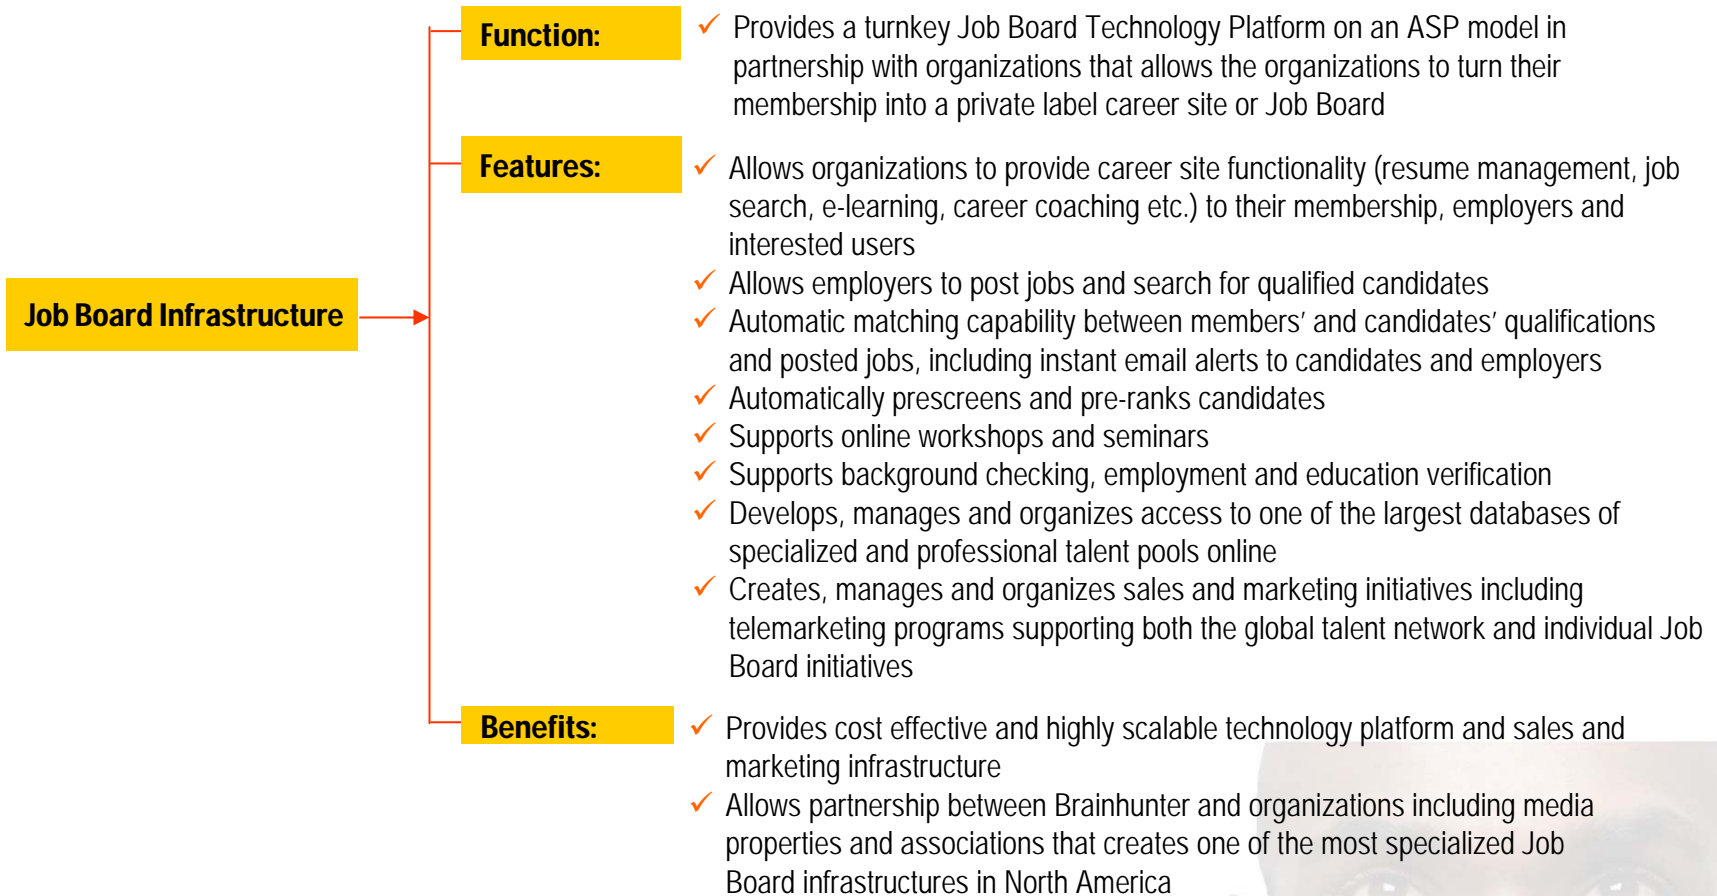 Function:
✓ Provides a turnkey Job Board Technology Platform on an ASP model in
partnership with organizations that allows the organizations to turn their
membership into a private label career site or Job Board
Features:
✓ Allows organizations to provide career site functionality (resume management, job
search, e-learning, career coaching etc.) to their membership, employers and
interested users
✓ Allows employers to post jobs and search for qualified candidates
Job Board Infrastructure
✓ Automatic matching capability between members’ and candidates’ qualifications
and posted jobs, including instant email alerts to candidates and employers
✓ Automatically prescreens and pre-ranks candidates
✓ Supports online workshops and seminars
✓ Supports background checking, employment and education verification
✓ Develops, manages and organizes access to one of the largest databases of
specialized and professional talent pools online
✓ Creates, manages and organizes sales and marketing initiatives including
telemarketing programs supporting both the global talent network and individual Job
Board initiatives
Benefits:
✓ Provides cost effective and highly scalable technology platform and sales and
marketing infrastructure
✓ Allows partnership between Brainhunter and organizations including media
properties and associations that creates one of the most specialized Job
Board infrastructures in North America